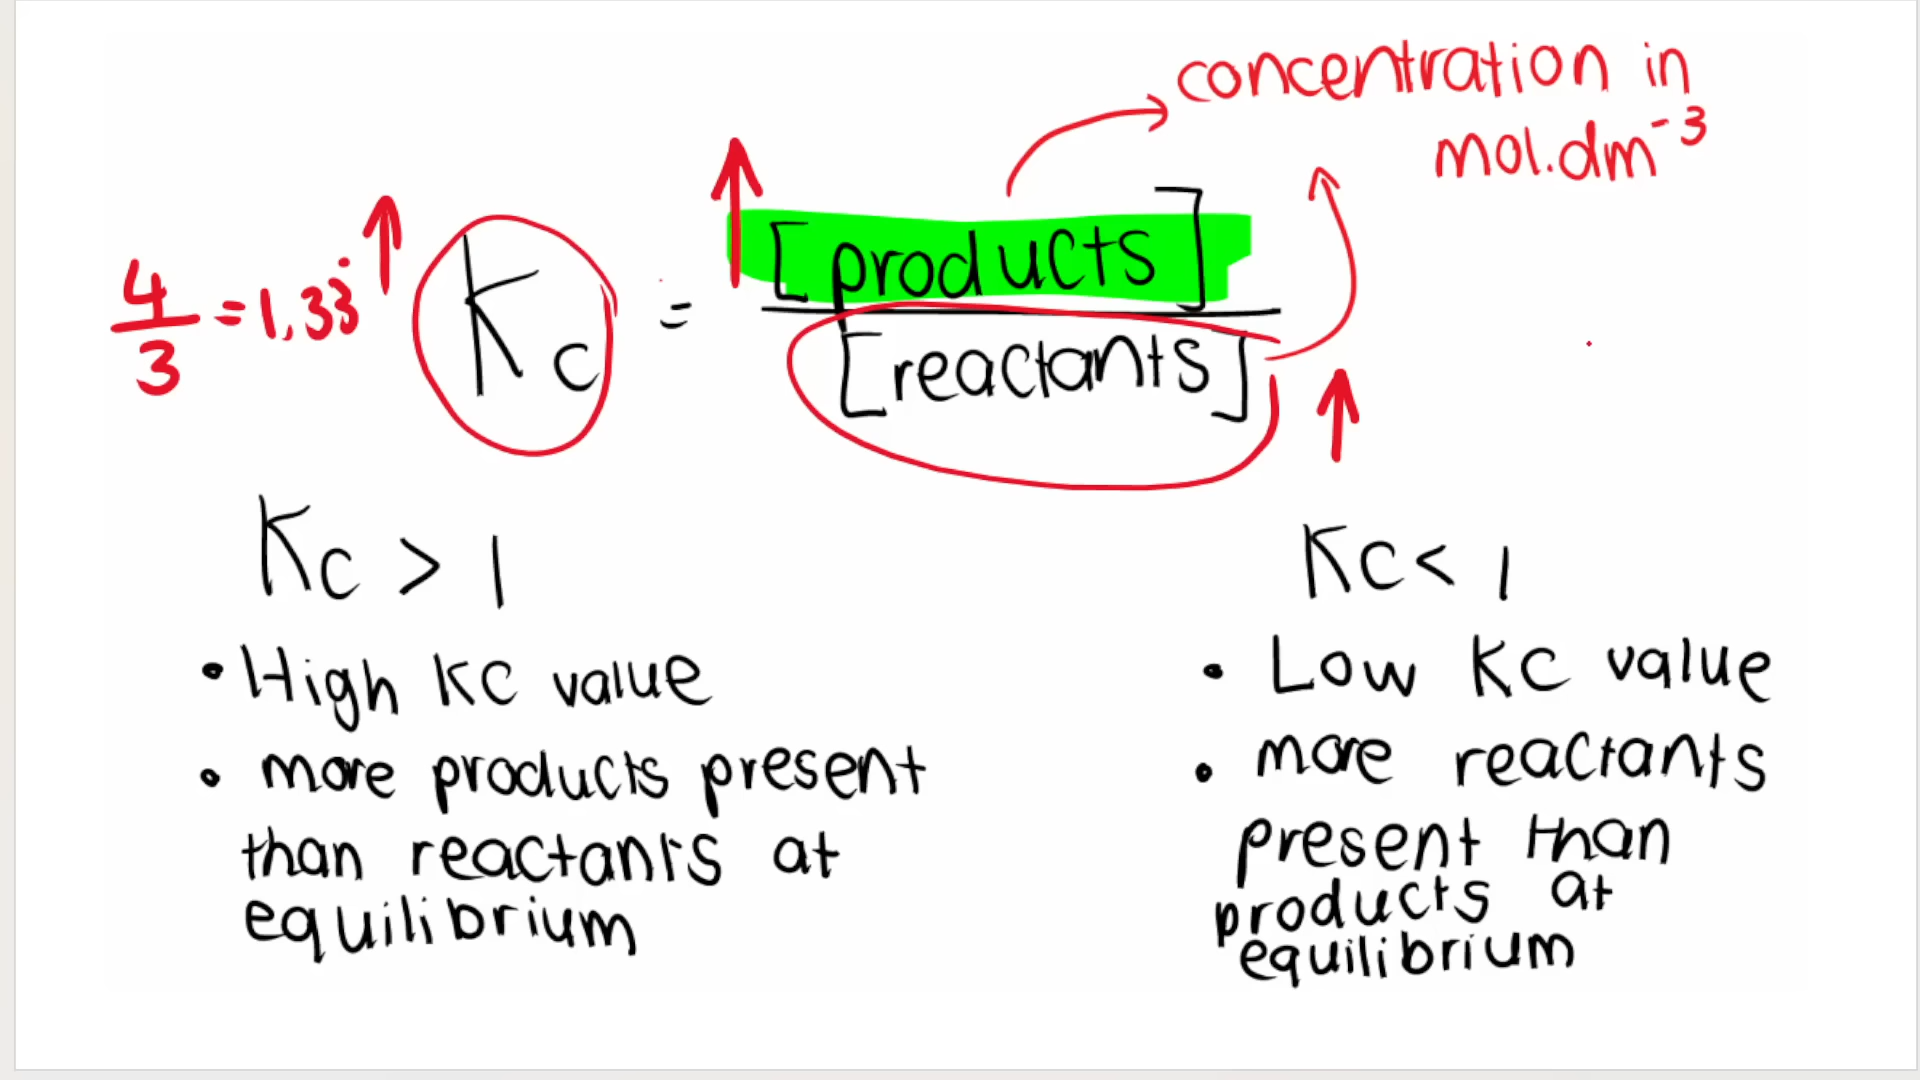 concentration in
mol.dm⁻³
4/3 = 1,33
Kc = [products]
[reactants]
Kc > 1
• High KC value
• more products present
than reactants at
equilibrium
KC < 1
• Low KC value
• more reactants
present than
products at
equilibrium